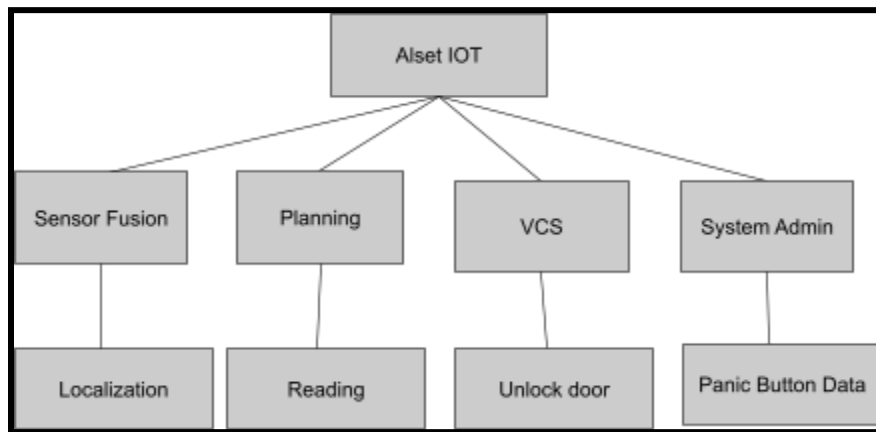 Alset IOT
Sensor Fusion
Planning
VCS
System Admin
Localization
Reading
Unlock door
Panic Button Data